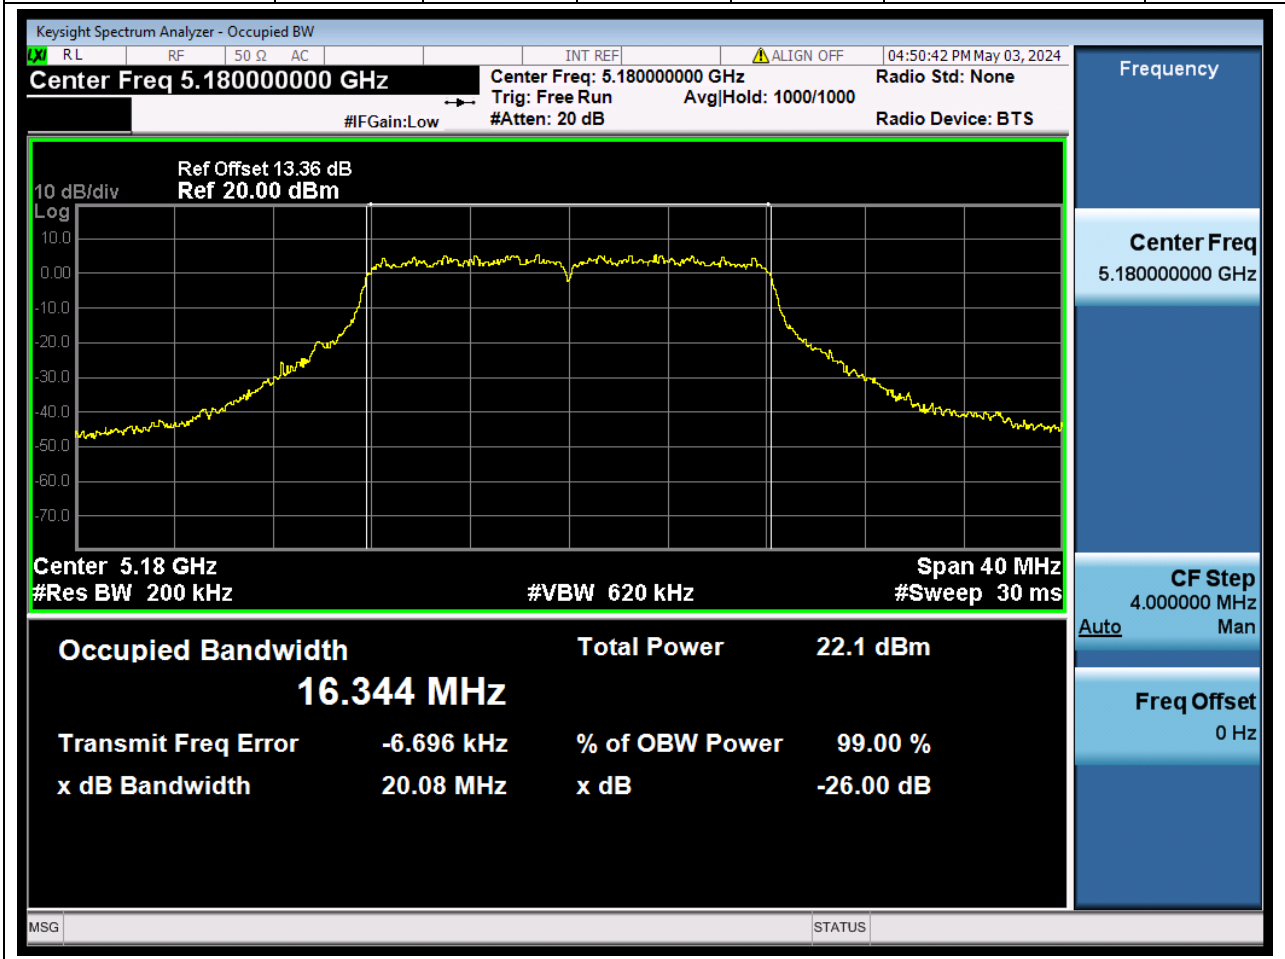 Keysight Spectrum Analyzer - Occupied BW
LXI RL RF 50 Ω AC INT REF ALIGN OFF 04:50:42 PM May 03, 2024
Center Freq 5.180000000 GHz
Center Freq: 5.180000000 GHz Radio Std: None
Trig: Free Run Avg|Hold: 1000/1000
#IFGain:Low #Atten: 20 dB Radio Device: BTS
Ref Offset 13.36 dB
10 dB/div Ref 20.00 dBm
Log
10.0
0.00
-10.0
-20.0
-30.0
-40.0
-50.0
-60.0
-70.0
Center 5.18 GHz Span 40 MHz
#Res BW 200 kHz #VBW 620 kHz #Sweep 30 ms
Occupied Bandwidth Total Power 22.1 dBm
16.344 MHz
Transmit Freq Error -6.696 kHz % of OBW Power 99.00 %
x dB Bandwidth 20.08 MHz x dB -26.00 dB
MSG STATUS
Frequency
Center Freq
5.180000000 GHz
CF Step
4.000000 MHz
Auto Man
Freq Offset
0 Hz